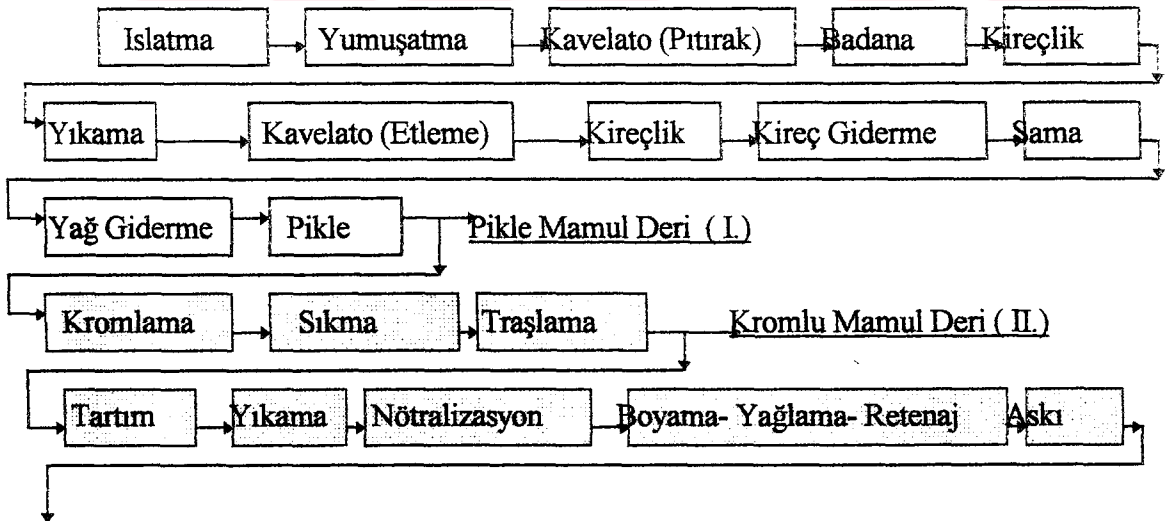 Islatma Yumuşatma Kavelato (Pıtırak) Badana Kireçlik
Yıkama Kavelato (Etleme) Kireçlik Kireç Giderme Sama
Yağ Giderme Pikle Pikle Mamul Deri ( I.)
Kromlama Sıkma Traşlama Kromlu Mamul Deri ( II.)
Tartım Yıkama Nötralizasyon Boyama- Yağlama- Retenaj Askı